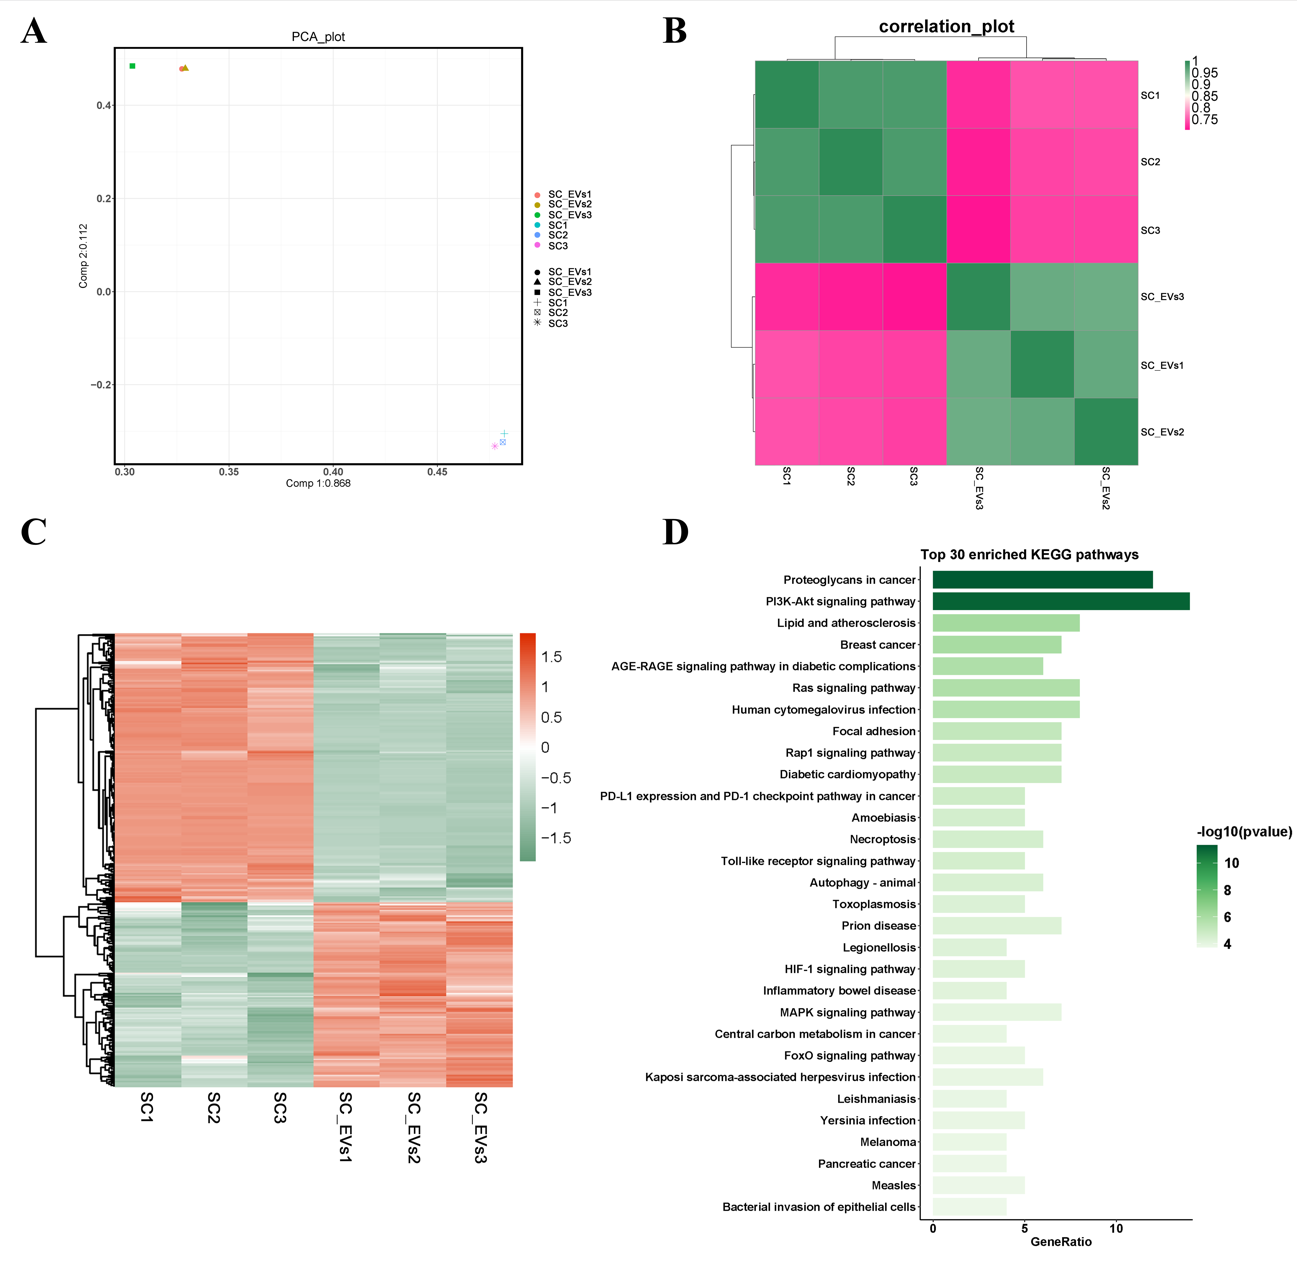 A
PCA_plot
0.4
0.2
0.0
−0.2
0.30
0.35
0.40
0.45
Comp 1:0.868
Comp 2:0.112
SC_EVs1
SC_EVs2
SC_EVs3
SC1
SC2
SC3
SC_EVs1
SC_EVs2
SC_EVs3
SC1
SC2
SC3
B
correlation_plot
1
0.95
0.9
0.85
0.8
0.75
SC1
SC2
SC3
SC_EVs3
SC_EVs1
SC_EVs2
SC1
SC2
SC3
SC_EVs3
SC_EVs2
C
1.5
1
0.5
0
−0.5
−1
−1.5
SC1
SC2
SC3
SC_EVs1
SC_EVs2
SC_EVs3
D
Top 30 enriched KEGG pathways
Proteoglycans in cancer
PI3K-Akt signaling pathway
Lipid and atherosclerosis
Breast cancer
AGE-RAGE signaling pathway in diabetic complications
Ras signaling pathway
Human cytomegalovirus infection
Focal adhesion
Rap1 signaling pathway
Diabetic cardiomyopathy
PD-L1 expression and PD-1 checkpoint pathway in cancer
Amoebiasis
Necroptosis
Toll-like receptor signaling pathway
Autophagy - animal
Toxoplasmosis
Prion disease
Legionellosis
HIF-1 signaling pathway
Inflammatory bowel disease
MAPK signaling pathway
Central carbon metabolism in cancer
FoxO signaling pathway
Kaposi sarcoma-associated herpesvirus infection
Leishmaniasis
Yersinia infection
Melanoma
Pancreatic cancer
Measles
Bacterial invasion of epithelial cells
0
5
10
GeneRatio
-log10(pvalue)
10
8
6
4